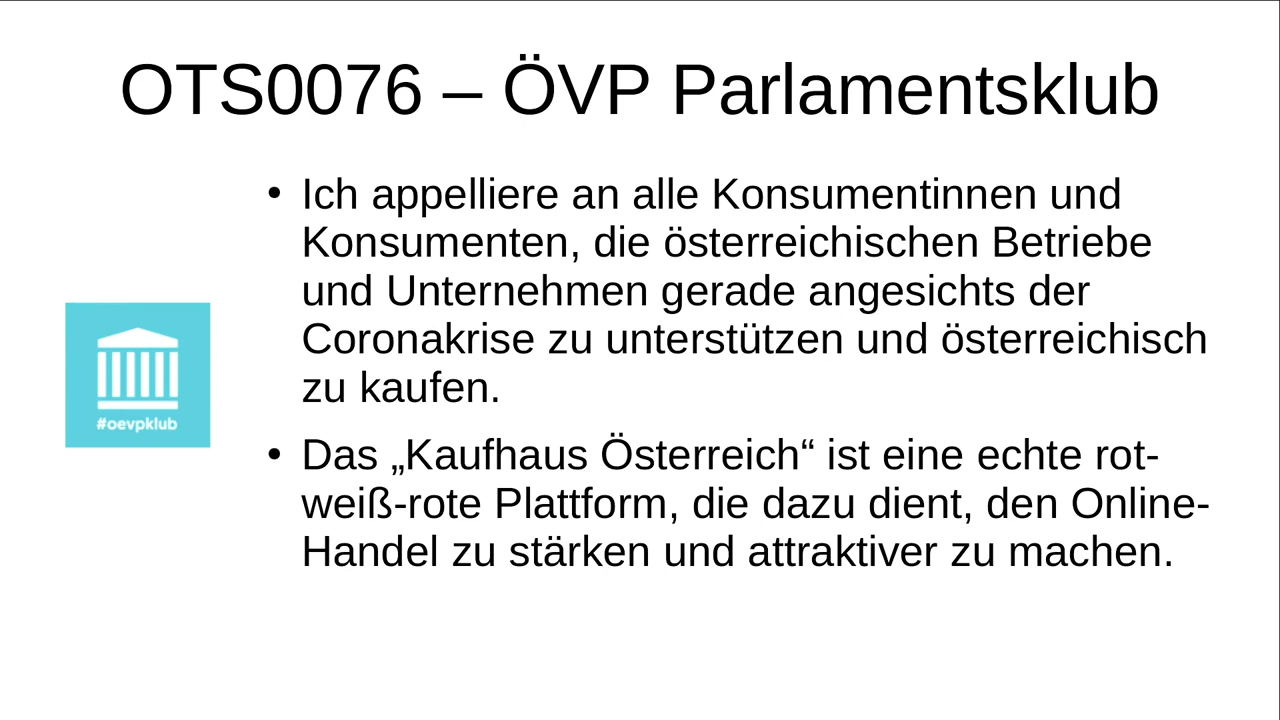 OTS0076 – ÖVP Parlamentsklub
• Ich appelliere an alle Konsumentinnen und
Konsumenten, die österreichischen Betriebe
und Unternehmen gerade angesichts der
Coronakrise zu unterstützen und österreichisch
zu kaufen.
• Das „Kaufhaus Österreich“ ist eine echte rot-
weiß-rote Plattform, die dazu dient, den Online-
Handel zu stärken und attraktiver zu machen.
#oevpklub